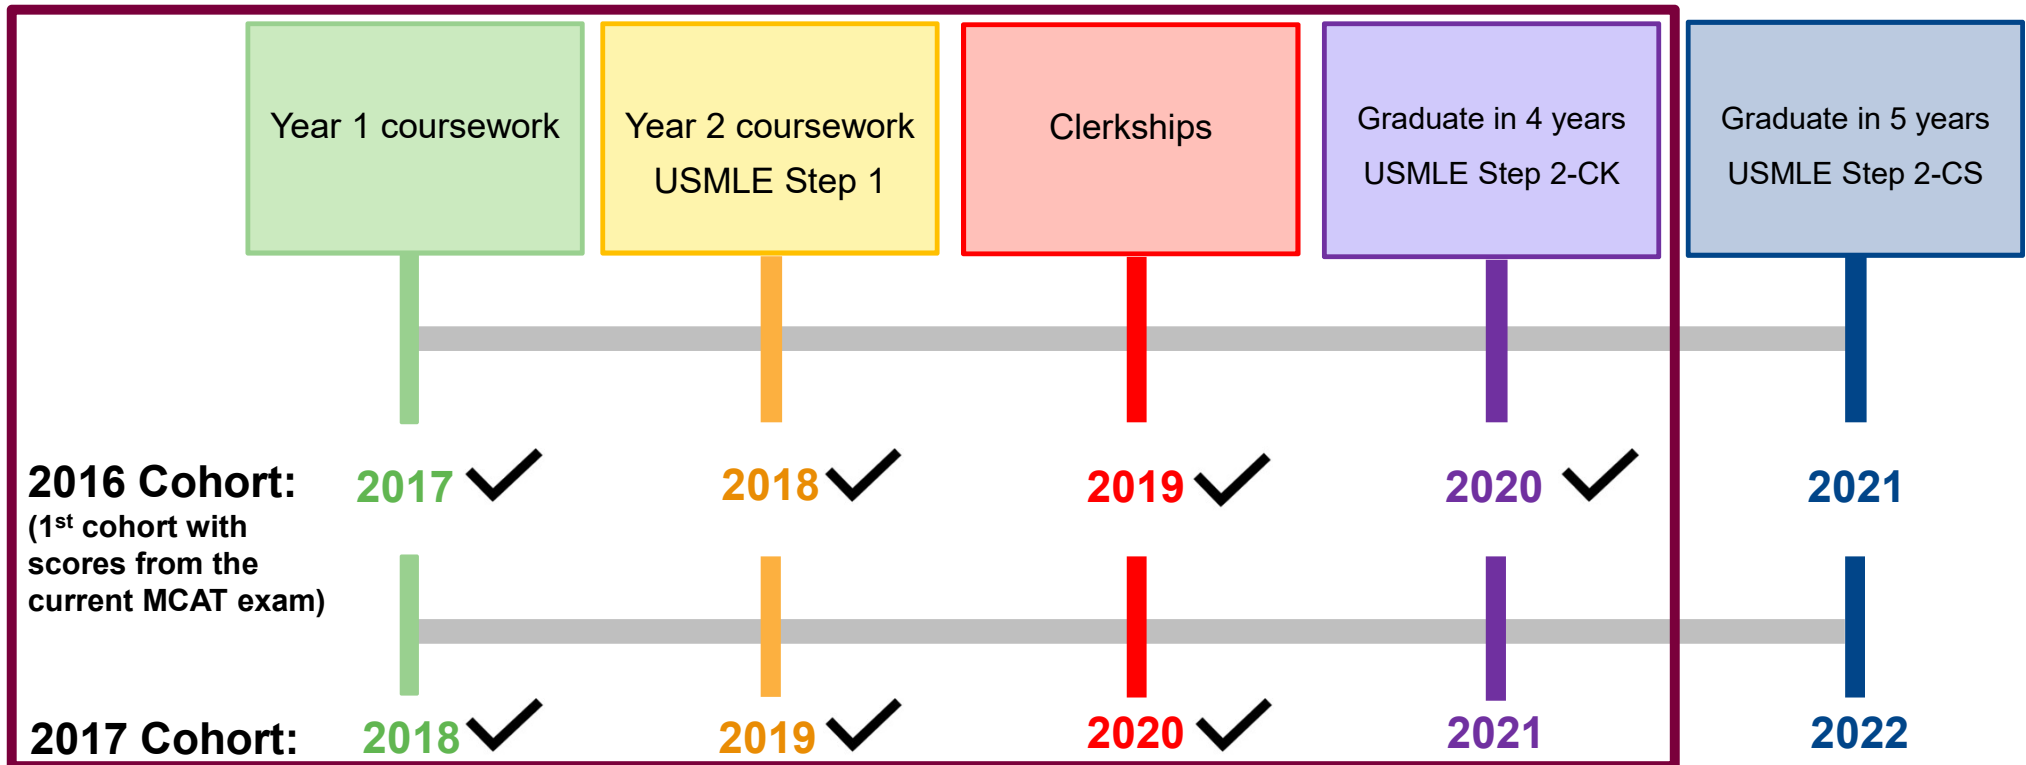 Year 1 coursework
Year 2 coursework
USMLE Step 1
Clerkships
Graduate in 4 years
USMLE Step 2-CK
Graduate in 5 years
USMLE Step 2-CS
2016 Cohort:
(1st cohort with
scores from the
current MCAT exam)
2017
2018
2019
2020
2021
2017 Cohort:
2018
2019
2020
2021
2022